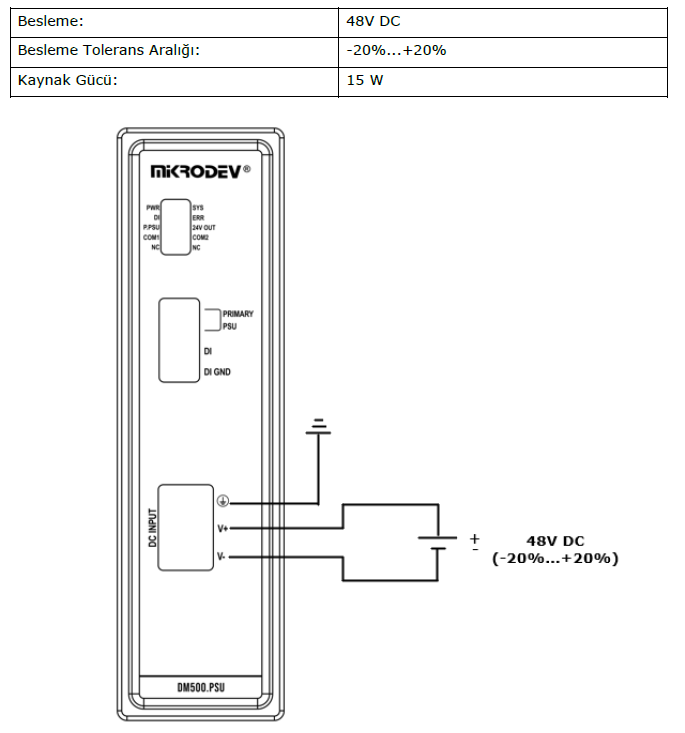 Besleme: 48V DC
Besleme Tolerans Aralığı: -20%...+20%
Kaynak Gücü: 15 W
MİKRODEV®
PWR SYS
DI ERR
P.PSU 24V OUT
COM1 COM2
NC NC
PRIMARY
PSU
DI
DI GND
DC INPUT
V+
V-
+
-
48V DC
(-20%...+20%)
DM500.PSU